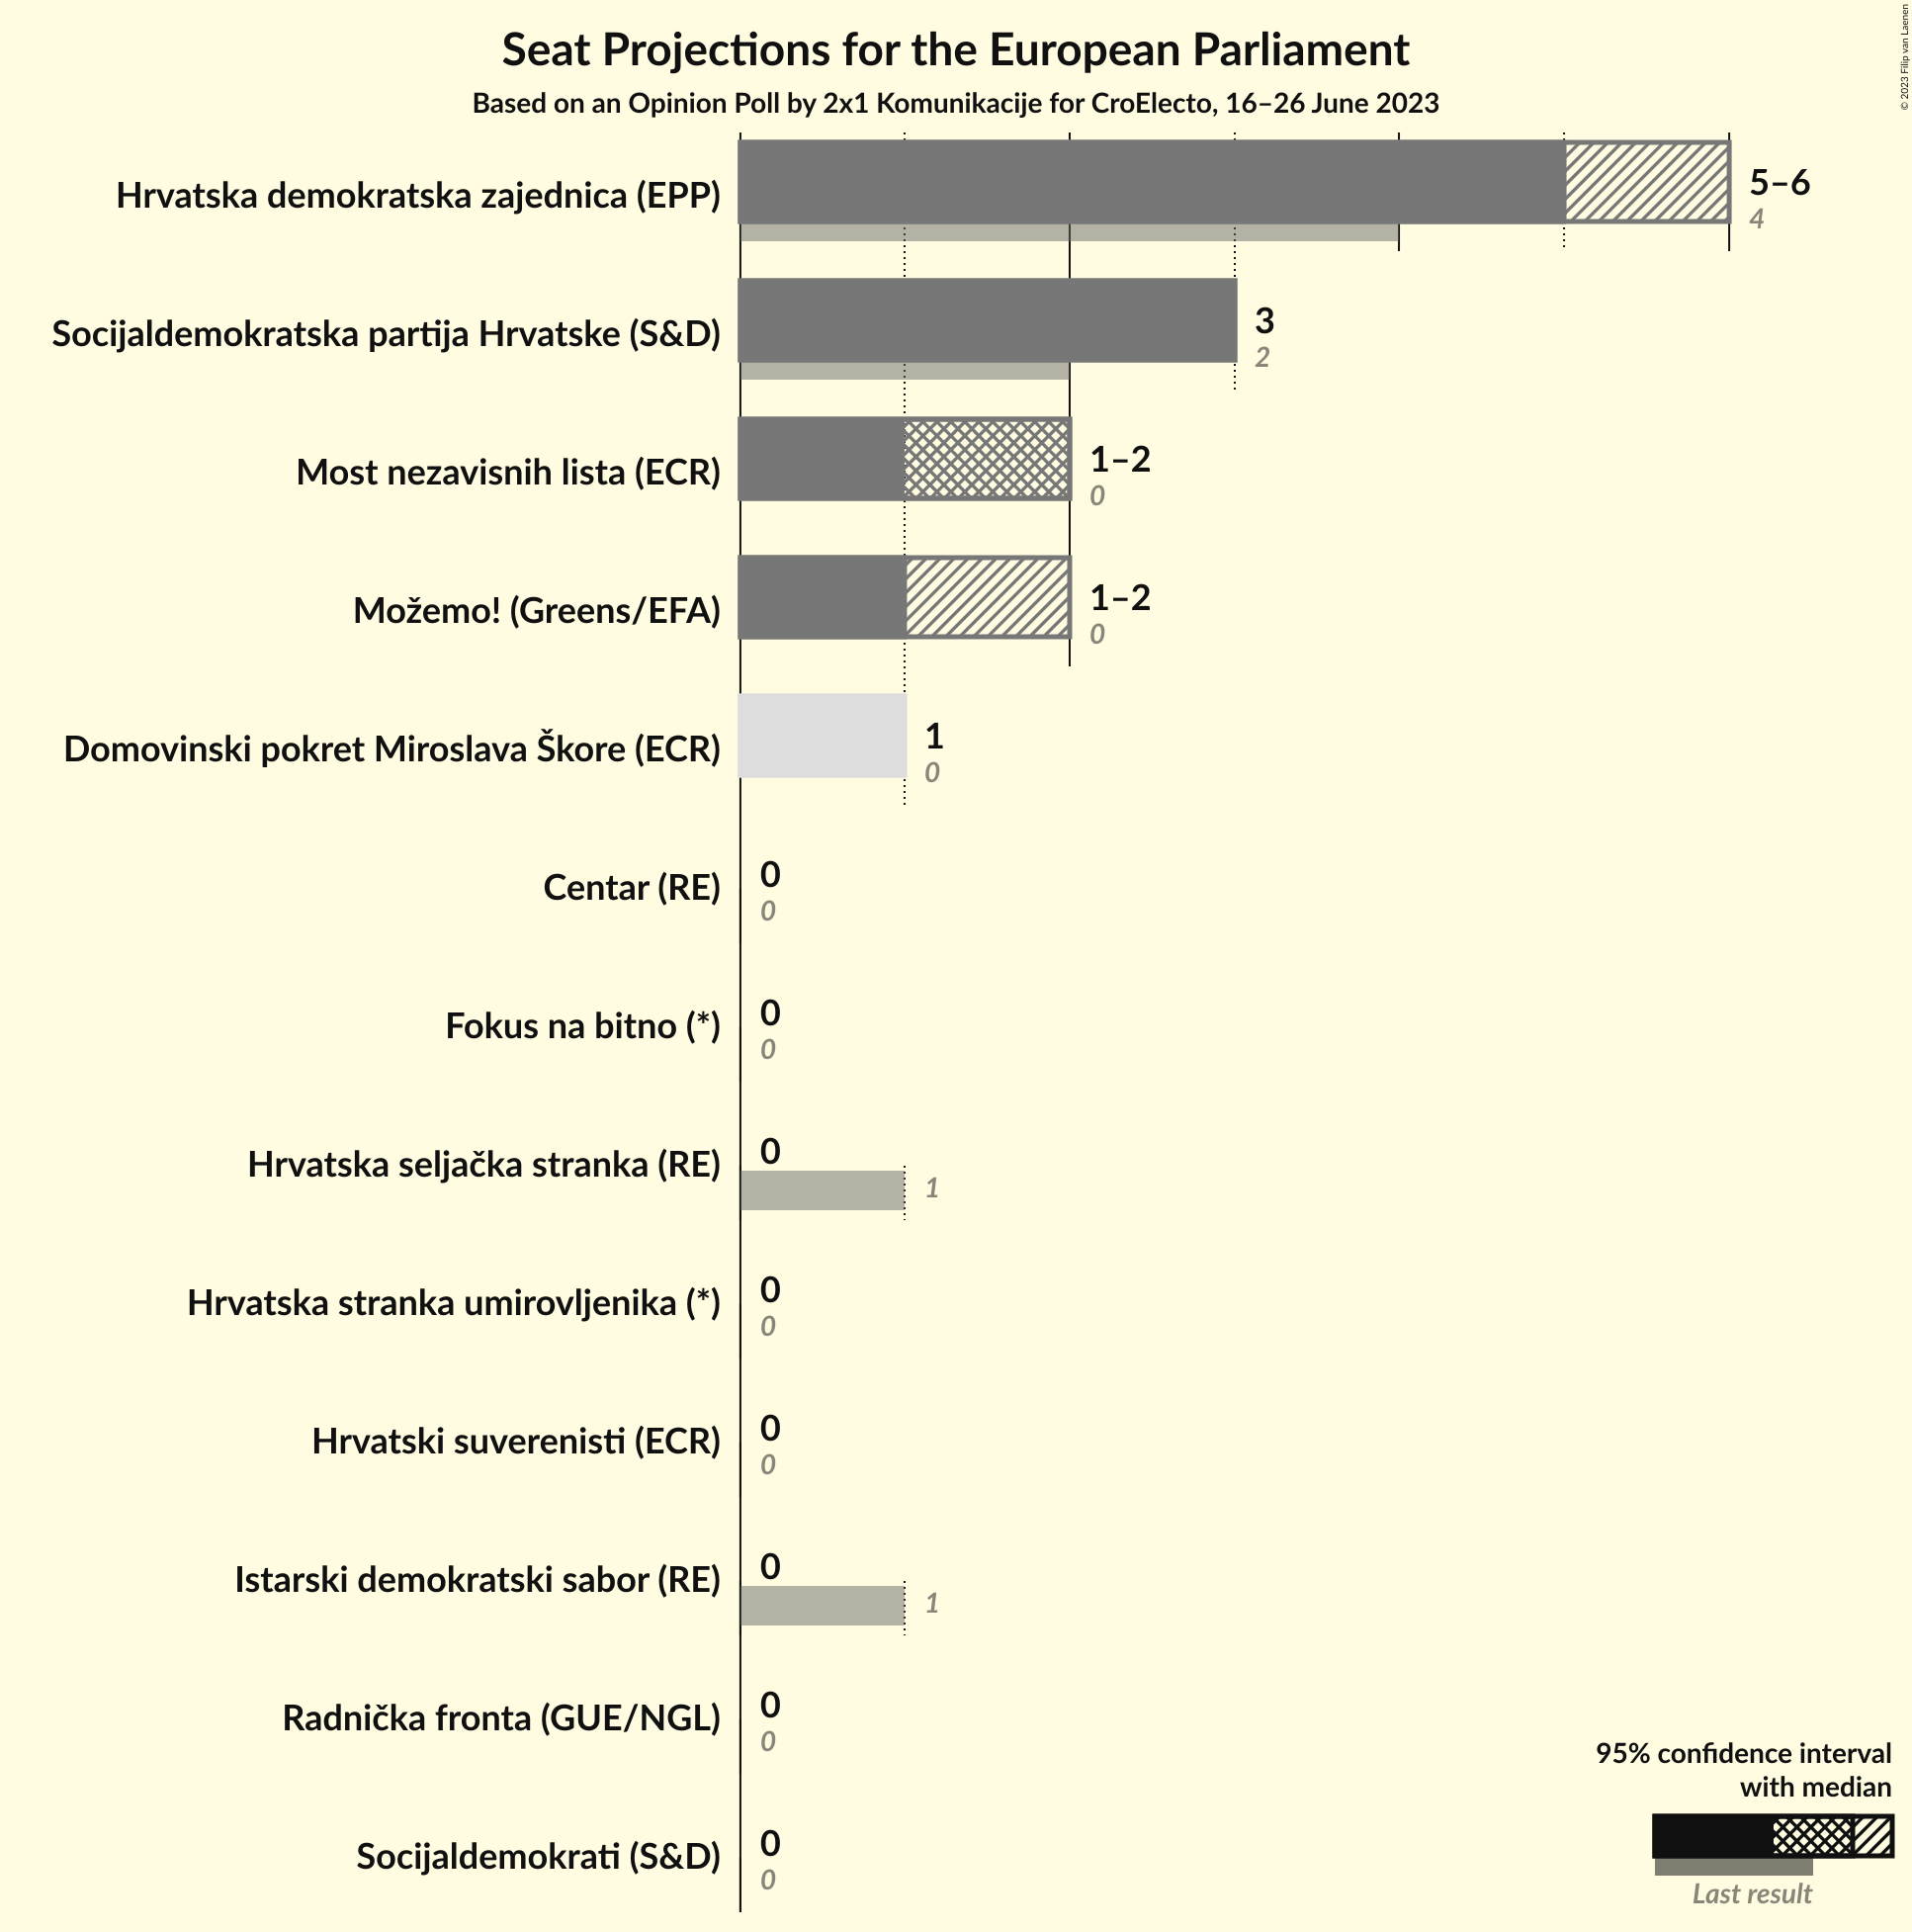 Seat Projections for the European Parliament
Based on an Opinion Poll by 2x1 Komunikacije for CroElecto, 16–26 June 2023
© 2023 Filip van Laenen
Hrvatska demokratska zajednica (EPP)
5–6
4
Socijaldemokratska partija Hrvatske (S&D)
3
2
Most nezavisnih lista (ECR)
1–2
0
Možemo! (Greens/EFA)
1–2
0
Domovinski pokret Miroslava Škore (ECR)
1
0
Centar (RE)
0
0
Fokus na bitno (*)
0
0
Hrvatska seljačka stranka (RE)
0
1
Hrvatska stranka umirovljenika (*)
0
0
Hrvatski suverenisti (ECR)
0
0
Istarski demokratski sabor (RE)
0
1
Radnička fronta (GUE/NGL)
0
0
Socijaldemokrati (S&D)
0
0
95% confidence interval
with median
Last result